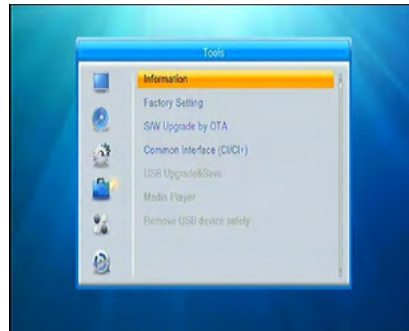 Tools
Information
Factory Setting
S/W Upgrade by OTA
Common Interface (CI/CI+)
USB Upgrade&Save
Media Player
Remove USB device safely